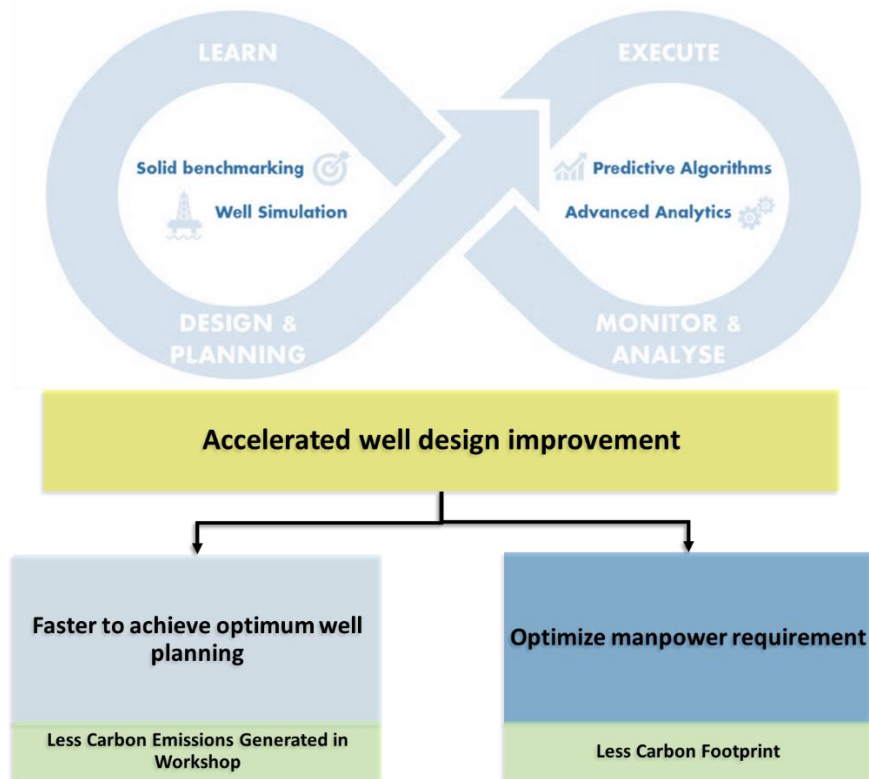 LEARN
EXECUTE
Solid benchmarking
Well Simulation
Predictive Algorithms
Advanced Analytics
DESIGN &
PLANNING
MONITOR &
ANALYSE
Accelerated well design improvement
Faster to achieve optimum well
planning
Optimize manpower requirement
Less Carbon Emissions Generated in
Workshop
Less Carbon Footprint